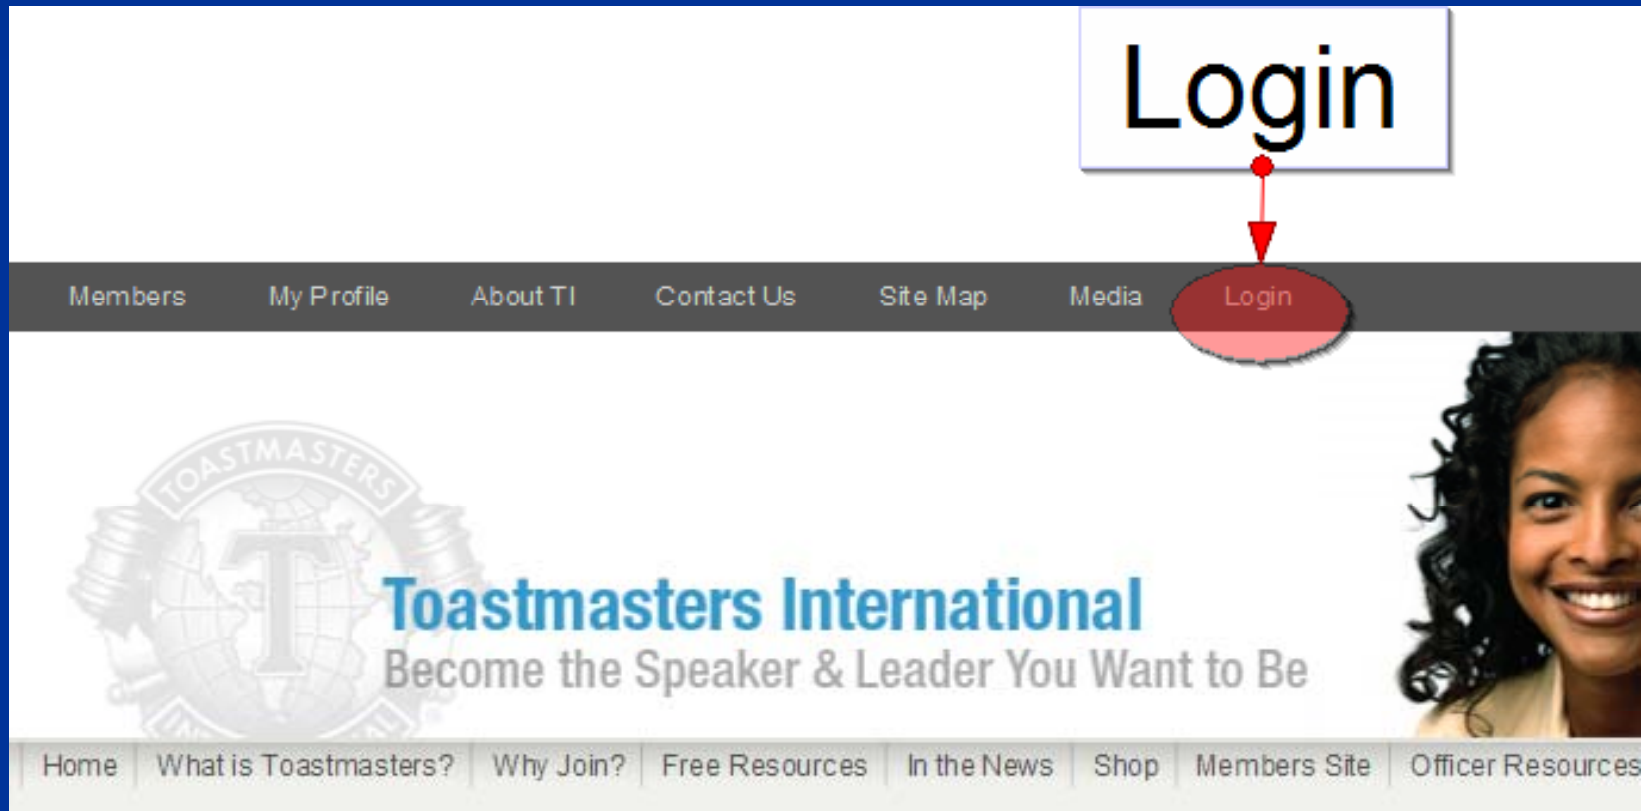 Login
Members My Profile About TI Contact Us Site Map Media Login
TOASTMASTERS
T
Toastmasters International
Become the Speaker & Leader You Want to Be
Home What is Toastmasters? Why Join? Free Resources In the News Shop Members Site Officer Resources